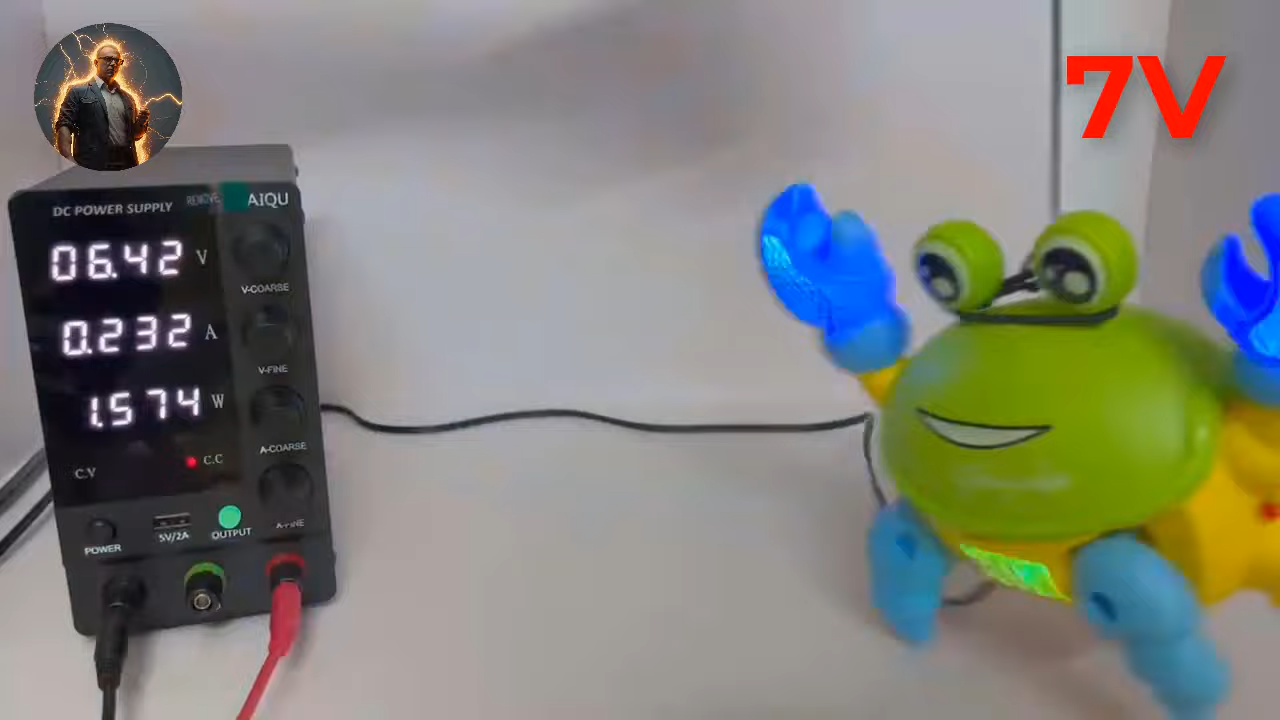 7V
DC POWER SUPPLY
REMOVE
AIQU
06.42 V
V-COARSE
0.232 A
V-FINE
1.574 W
A-COARSE
C.V
C.C
A-FINE
POWER
5V/2A
OUTPUT